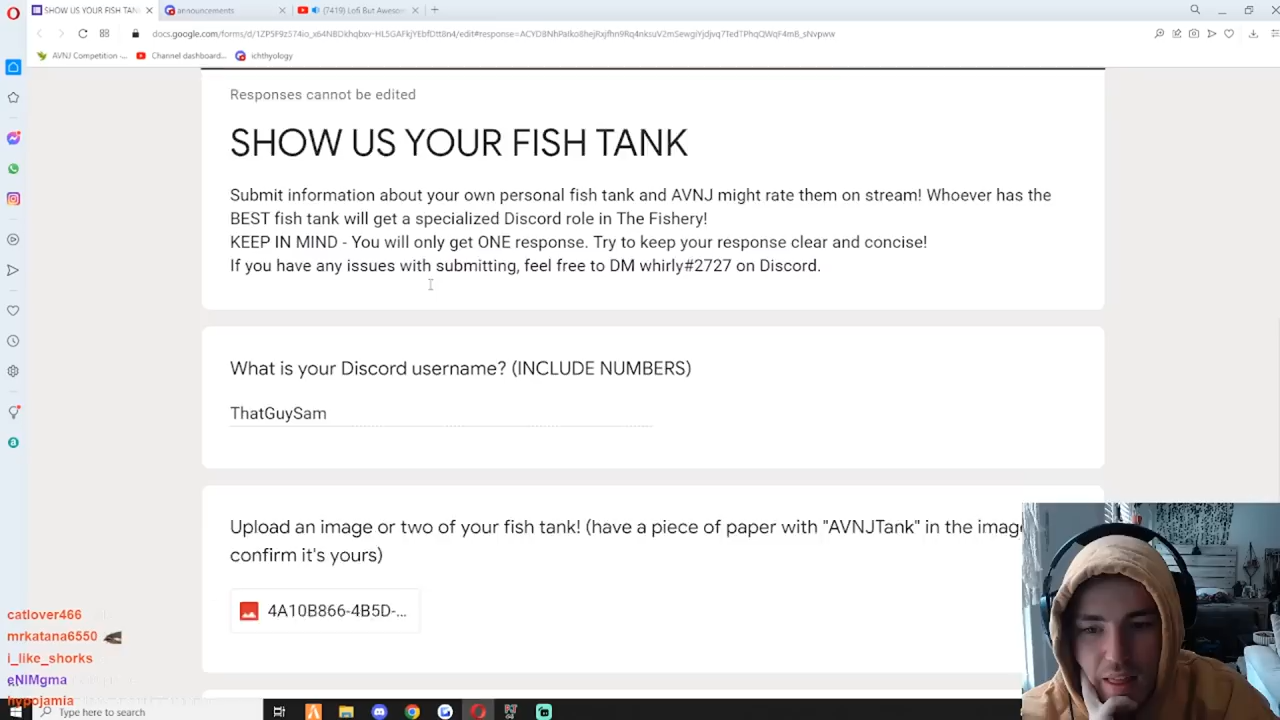 SHOW US YOUR FISH TANK
announcements
(7419) Lofi But Awesom
AVNJ Competition -...
Channel dashboard...
ichthyology
Responses cannot be edited
SHOW US YOUR FISH TANK
Submit information about your own personal fish tank and AVNJ might rate them on stream! Whoever has the
BEST fish tank will get a specialized Discord role in The Fishery!
KEEP IN MIND - You will only get ONE response. Try to keep your response clear and concise!
If you have any issues with submitting, feel free to DM whirly#2727 on Discord.
What is your Discord username? (INCLUDE NUMBERS)
ThatGuySam
Upload an image or two of your fish tank! (have a piece of paper with "AVNJTank" in the imag
confirm it's yours)
4A10B866-4B5D-...
catlover466
mrkatana6550
i_like_shorks
eNIMgma
hypojamia
Type here to search